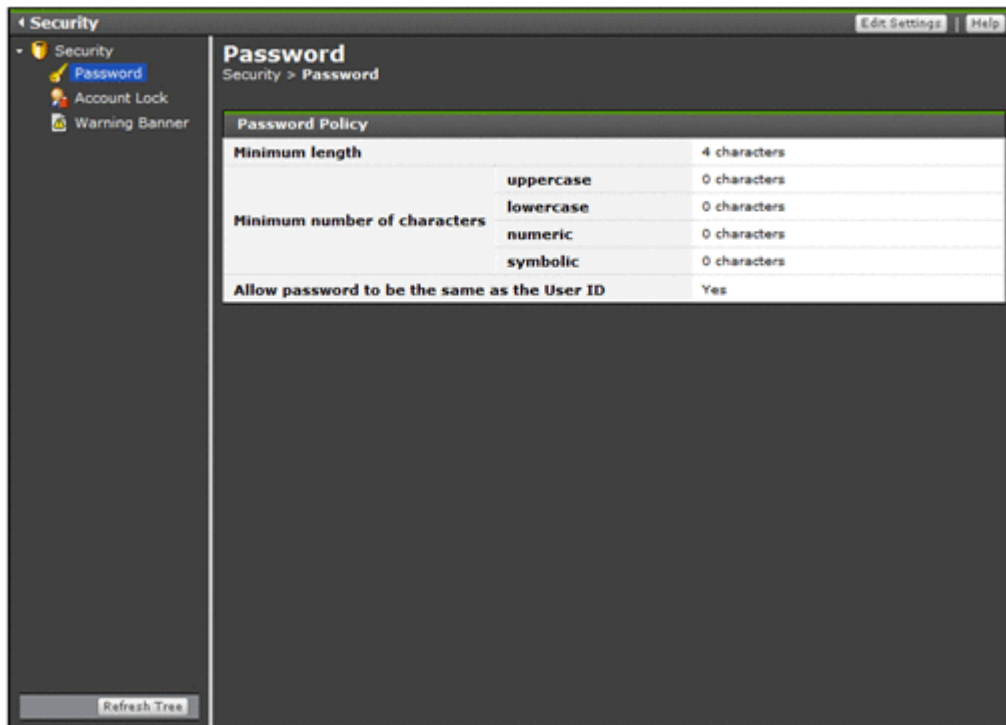 Security
Edit Settings | Help
Security
Password
Account Lock
Warning Banner
Password
Security > Password
Password Policy
Minimum length 4 characters
Minimum number of characters
uppercase 0 characters
lowercase 0 characters
numeric 0 characters
symbolic 0 characters
Allow password to be the same as the User ID Yes
Refresh Tree